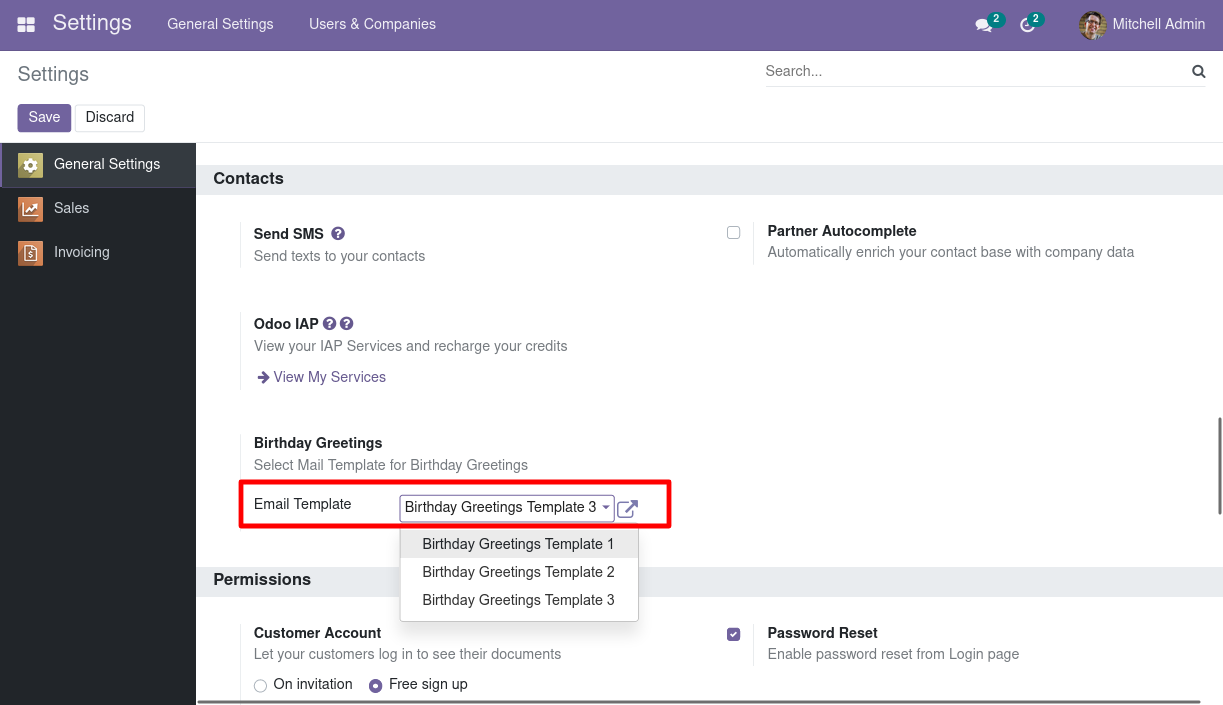 Settings General Settings Users & Companies 2 2 Mitchell Admin
Settings Search...
Save Discard
General Settings
Sales
Invoicing
Contacts
Send SMS ?
Send texts to your contacts
Partner Autocomplete
Automatically enrich your contact base with company data
Odoo IAP ? ?
View your IAP Services and recharge your credits
View My Services
Birthday Greetings
Select Mail Template for Birthday Greetings
Email Template Birthday Greetings Template 3
Birthday Greetings Template 1
Birthday Greetings Template 2
Birthday Greetings Template 3
Permissions
Customer Account
Let your customers log in to see their documents
On invitation Free sign up
Password Reset
Enable password reset from Login page